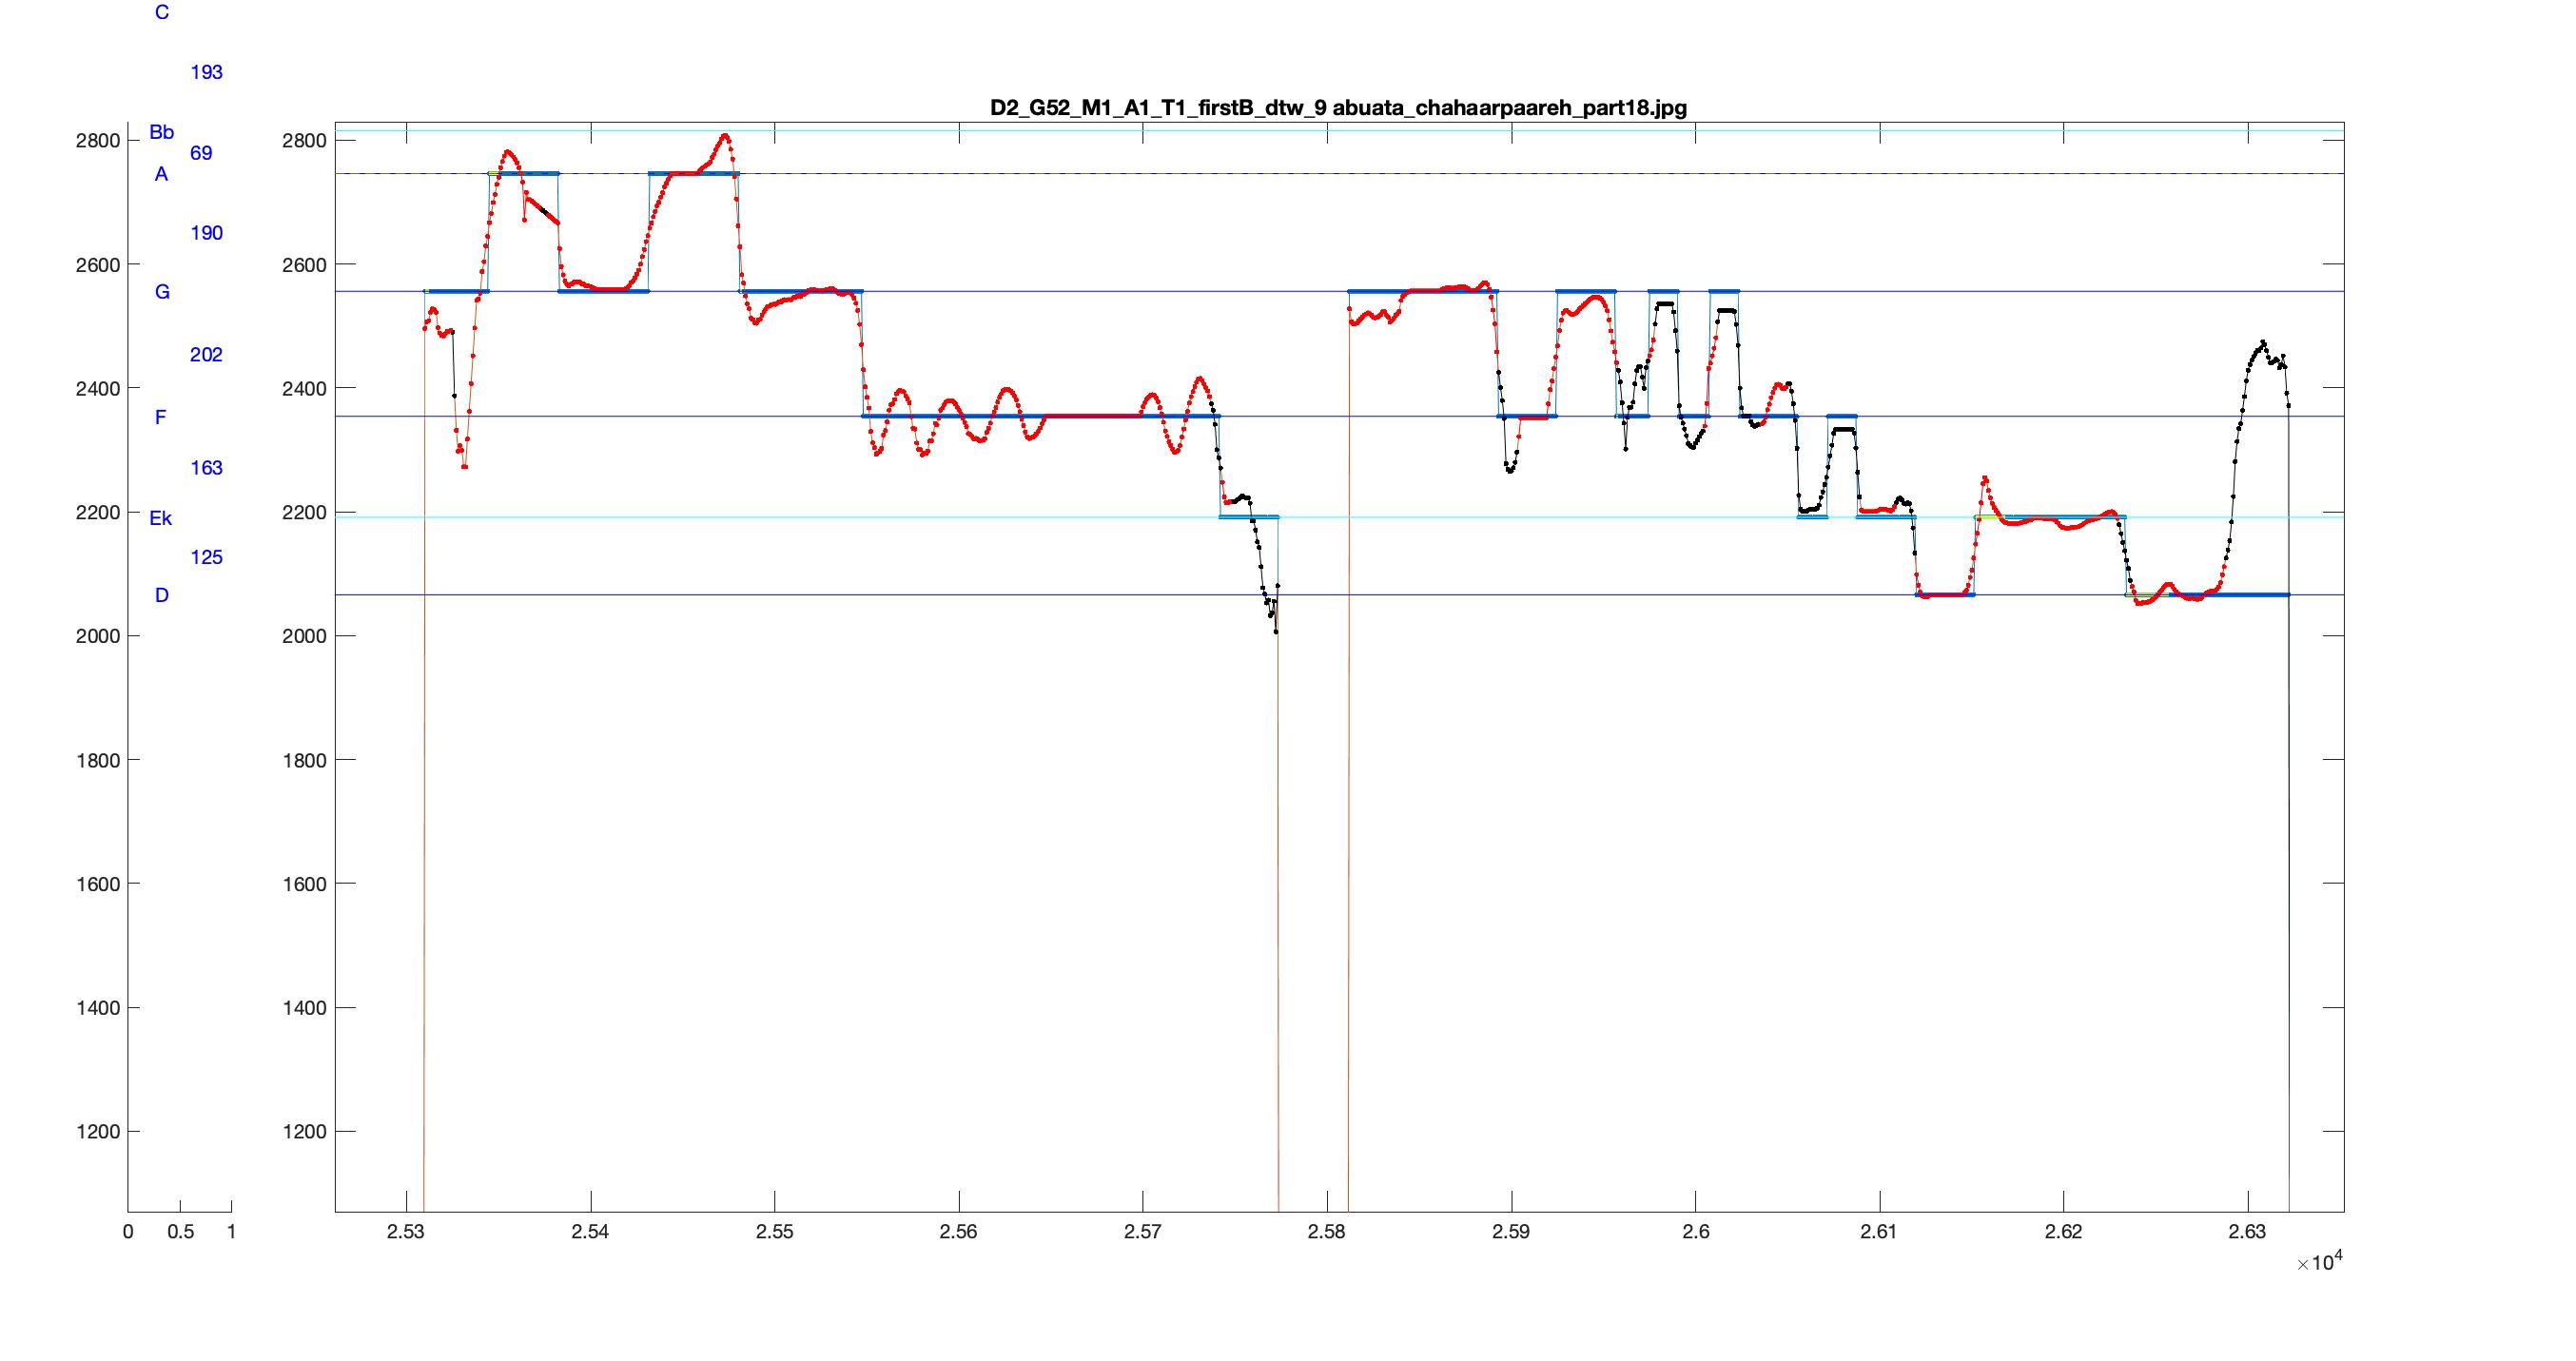 C
193
D2_G52_M1_A1_T1_firstB_dtw_9 abuata_chahaarpaareh_part18.jpg
2800 Bb 2800
69
A
190
2600 2600
G
202
2400 2400
F
163
2200 Ek 2200
125
D
2000 2000
1800 1800
1600 1600
1400 1400
1200 1200
0 0.5 1 2.53 2.54 2.55 2.56 2.57 2.58 2.59 2.6 2.61 2.62 2.63
×10⁴